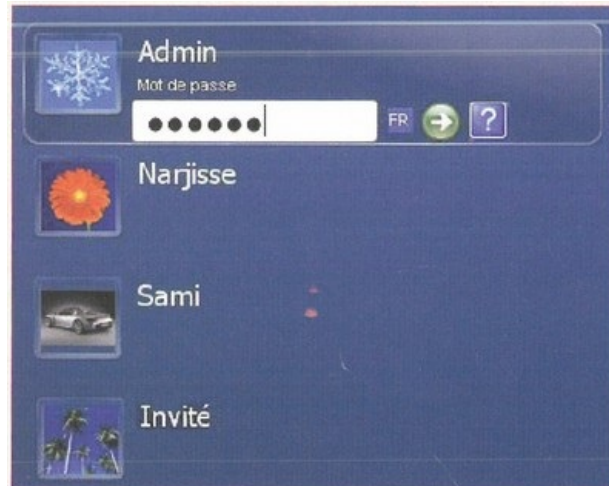 Admin
Mot de passe
●●●●●●
FR ?
Narjisse
Sami
Invité